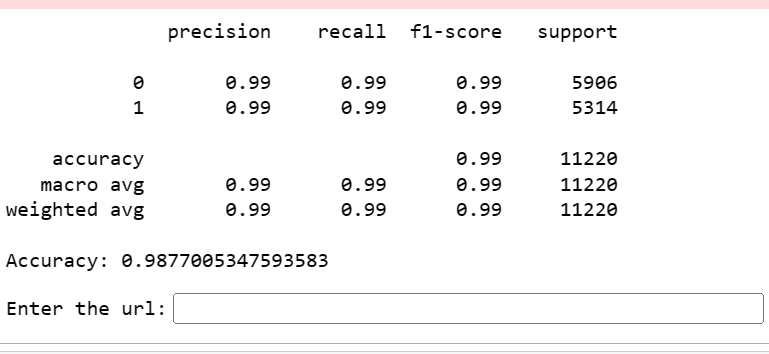 precision recall f1-score support
0 0.99 0.99 0.99 5906
1 0.99 0.99 0.99 5314
accuracy 0.99 11220
macro avg 0.99 0.99 0.99 11220
weighted avg 0.99 0.99 0.99 11220
Accuracy: 0.9877005347593583
Enter the url: